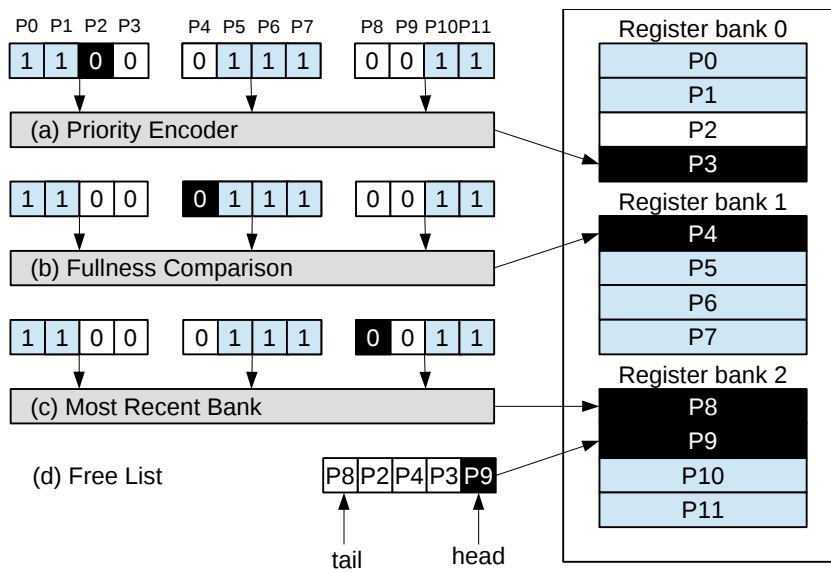 P0 P1 P2 P3 P4 P5 P6 P7 P8 P9 P10 P11
1 1 0 0 0 1 1 1 0 0 1 1
(a) Priority Encoder
1 1 0 0 0 1 1 1 0 0 1 1
(b) Fullness Comparison
1 1 0 0 0 1 1 1 0 0 1 1
(c) Most Recent Bank
(d) Free List
P8 P2 P4 P3 P9
tail head
Register bank 0
P0
P1
P2
P3
Register bank 1
P4
P5
P6
P7
Register bank 2
P8
P9
P10
P11